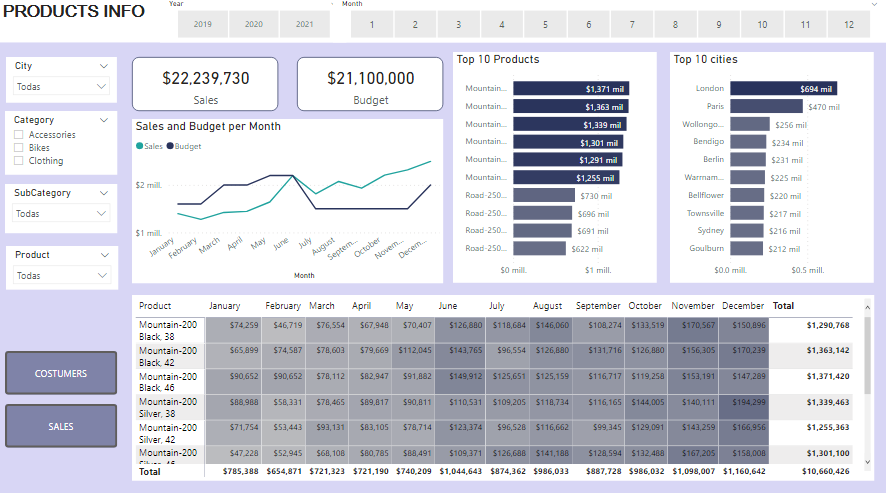 PRODUCTS INFO
Year
2019 2020 2021
Month
1 2 3 4 5 6 7 8 9 10 11 12
City
Todas
Category
Accessories
Bikes
Clothing
SubCategory
Todas
Product
Todas
COSTUMERS
SALES
$22,239,730
Sales
$21,100,000
Budget
Sales and Budget per Month
Sales Budget
$2 mill.
$1 mill.
January February March April May June July August Septem... October Novem... Decem...
Month
Top 10 Products
Mountain... $1,371 mil
Mountain... $1,363 mil
Mountain... $1,339 mil
Mountain... $1,301 mil
Mountain... $1,291 mil
Mountain... $1,255 mil
Road-250... $730 mil
Road-250... $696 mil
Road-250... $691 mil
Road-250... $622 mil
$0 mill. $1 mill.
Top 10 cities
London $694 mil
Paris $470 mil
Wollongo... $256 mil
Bendigo $234 mil
Berlin $231 mil
Warrnam... $225 mil
Bellflower $220 mil
Townsville $217 mil
Sydney $216 mil
Goulburn $212 mil
$0.0 mill. $0.5 mill.
Product January February March April May June July August September October November December Total
Mountain-200 Black, 38 $74,259 $46,719 $76,554 $67,948 $70,407 $126,880 $118,684 $146,060 $108,274 $133,519 $170,567 $150,896 $1,290,768
Mountain-200 Black, 42 $65,899 $74,587 $78,603 $79,669 $112,045 $143,765 $96,554 $126,880 $131,716 $126,880 $156,305 $170,239 $1,363,142
Mountain-200 Black, 46 $90,652 $90,652 $78,112 $82,947 $91,882 $149,912 $125,651 $125,159 $116,717 $119,258 $153,191 $147,289 $1,371,420
Mountain-200 Silver, 38 $88,988 $58,331 $78,465 $89,817 $90,811 $110,531 $109,205 $118,734 $116,165 $144,005 $140,111 $194,299 $1,339,463
Mountain-200 Silver, 42 $71,754 $53,443 $93,131 $83,105 $78,714 $123,374 $96,528 $116,662 $99,345 $129,091 $143,259 $166,956 $1,255,363
Mountain-200 Silver, 46 $47,228 $52,945 $68,108 $80,785 $88,491 $109,371 $126,688 $141,188 $128,594 $132,488 $167,205 $158,008 $1,301,100
Total $785,388 $654,871 $721,323 $721,190 $740,209 $1,044,643 $874,362 $986,033 $887,728 $986,032 $1,098,007 $1,160,642 $10,660,426